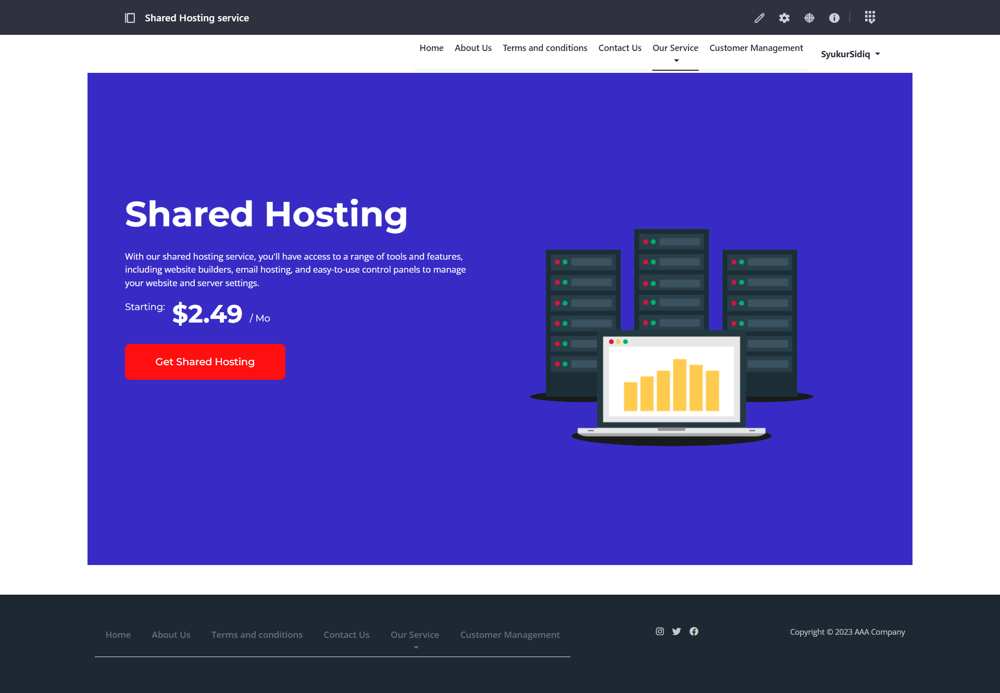 Shared Hosting service
Home About Us Terms and conditions Contact Us Our Service Customer Management
SyukurSidiq
Shared Hosting
With our shared hosting service, you'll have access to a range of tools and features,
including website builders, email hosting, and easy-to-use control panels to manage
your website and server settings.
Starting: $2.49 / Mo
Get Shared Hosting
Home About Us Terms and conditions Contact Us Our Service Customer Management
Copyright © 2023 AAA Company